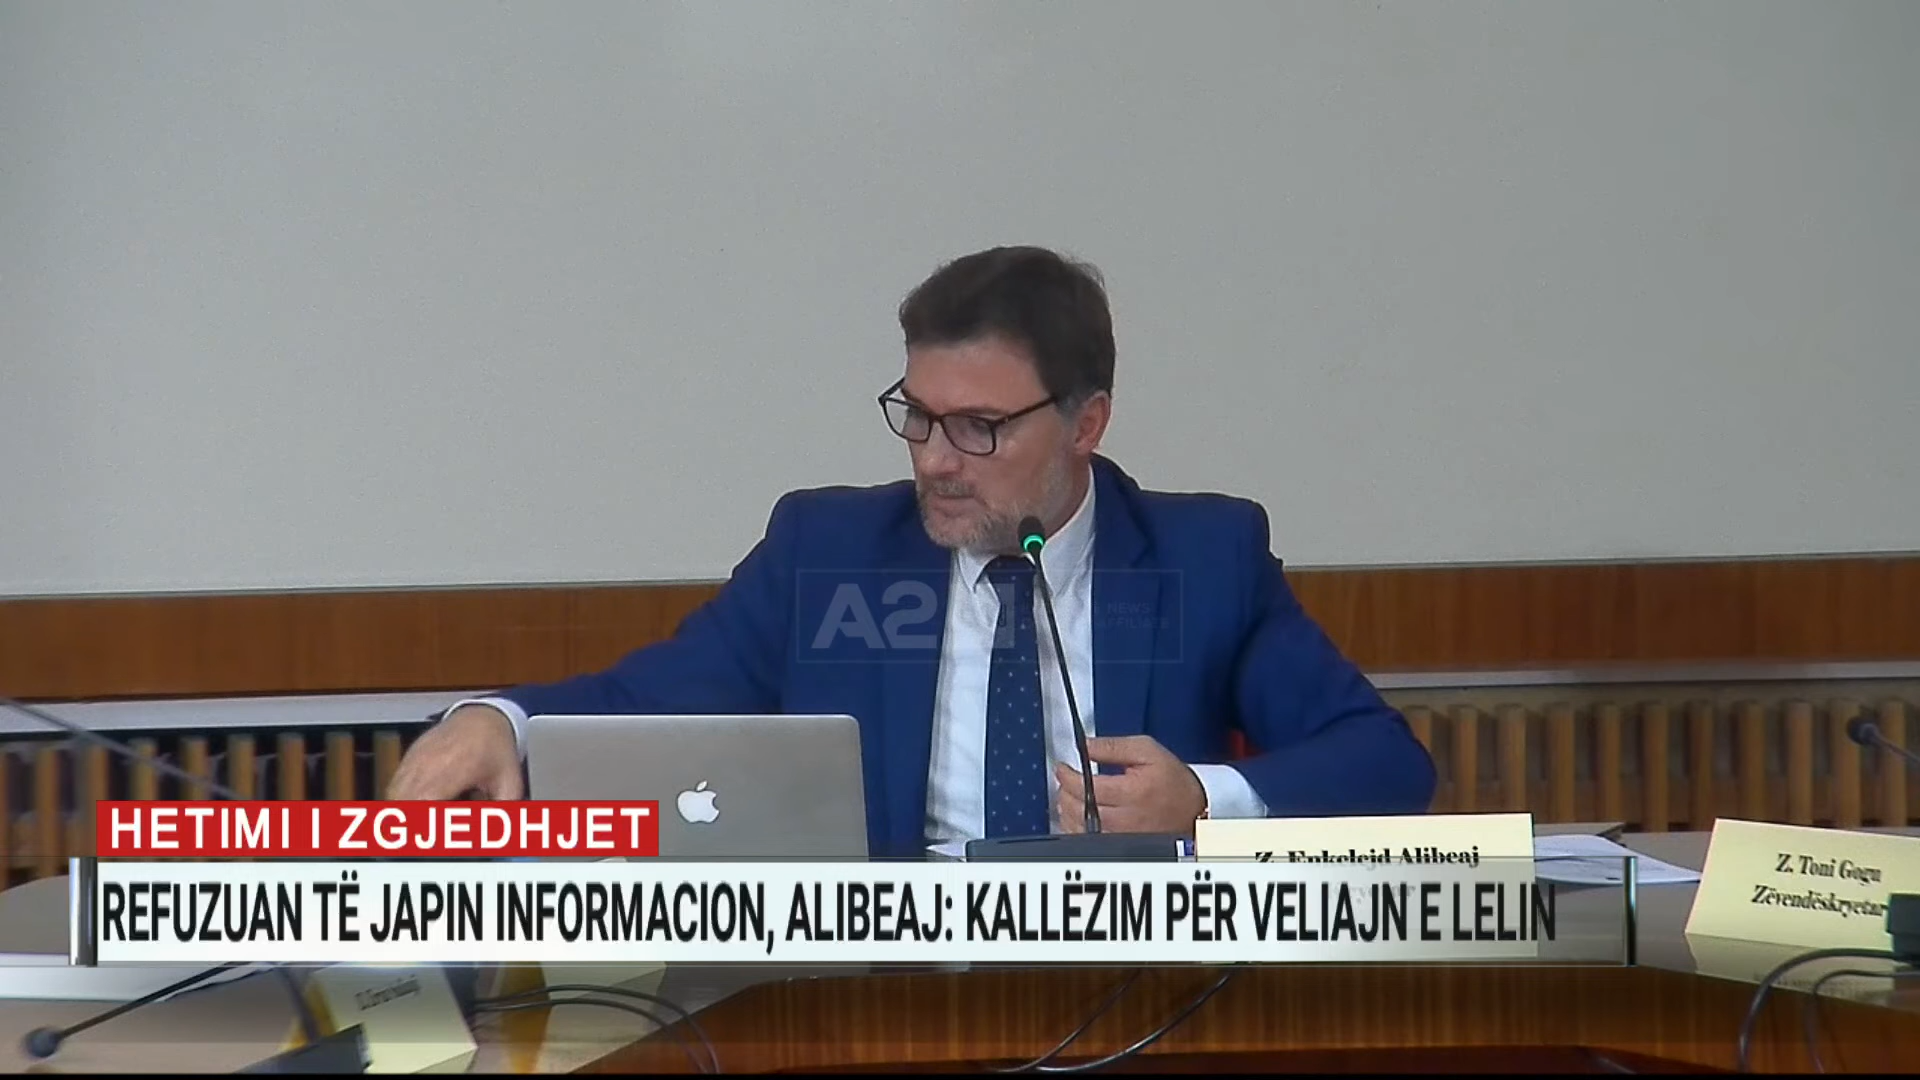 A2
HETIMI I ZGJEDHJET
REFUZUAN TË JAPIN INFORMACION, ALIBEAJ: KALLËZIM PËR VELIAJN E LELIN
Z. Enkelejd Alibeaj
Z. Toni Gogu
Zëvendëskryetar